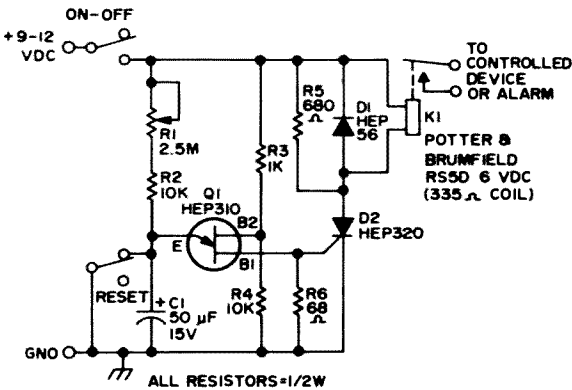 ON-OFF
+9-12
VDC
R1
2.5M
R2
10K
Q1
HEP310
E
B2
B1
RESET
+
C1
50 µF
15V
GNO
R3
1K
R4
10K
R5
680
Ω
R6
68
Ω
D1
HEP
56
D2
HEP320
TO
CONTROLLED
DEVICE
OR ALARM
K1
POTTER &
BRUMFIELD
RS5D 6 VDC
(335 Ω COIL)
ALL RESISTORS=1/2W